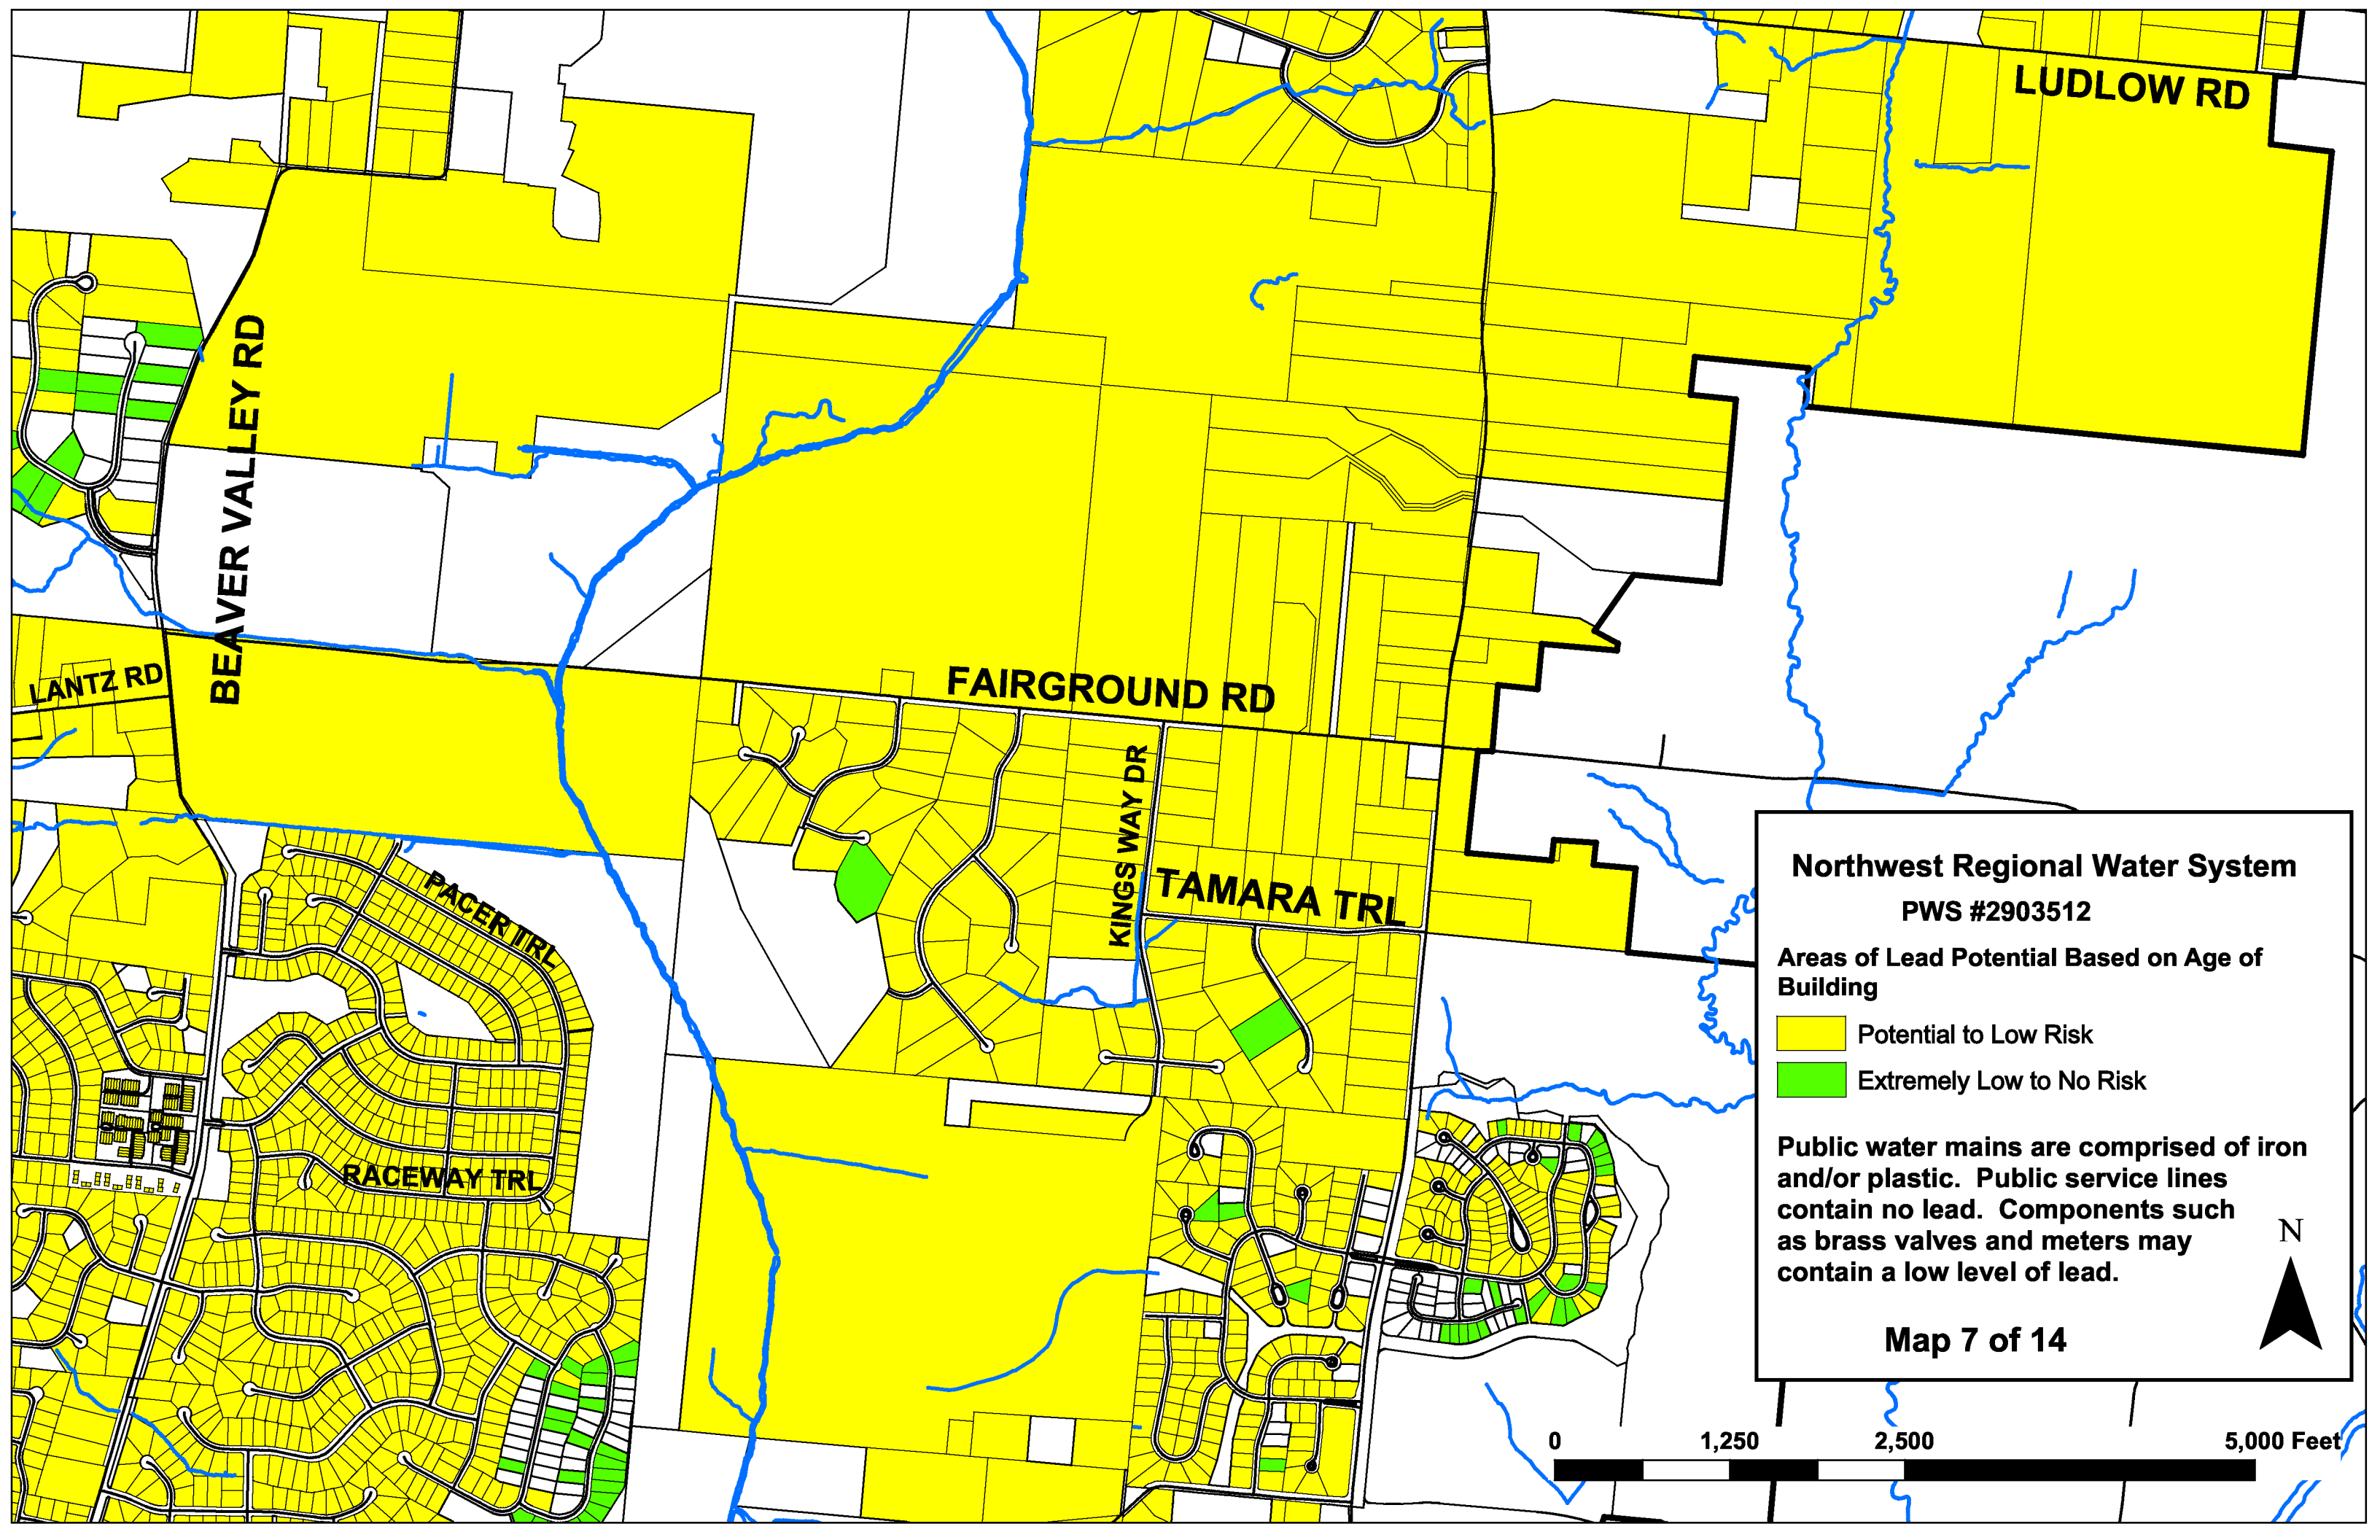 LUDLOW RD
BEAVER VALLEY RD
LANTZ RD
FAIRGROUND RD
KINGS WAY DR
TAMARA TRL
PACER TRL
RACEWAY TRL
Northwest Regional Water System
PWS #2903512
Areas of Lead Potential Based on Age of
Building
Potential to Low Risk
Extremely Low to No Risk
Public water mains are comprised of iron
and/or plastic.  Public service lines
contain no lead.  Components such
as brass valves and meters may
contain a low level of lead.
N
Map 7 of 14
0 1,250 2,500 5,000 Feet